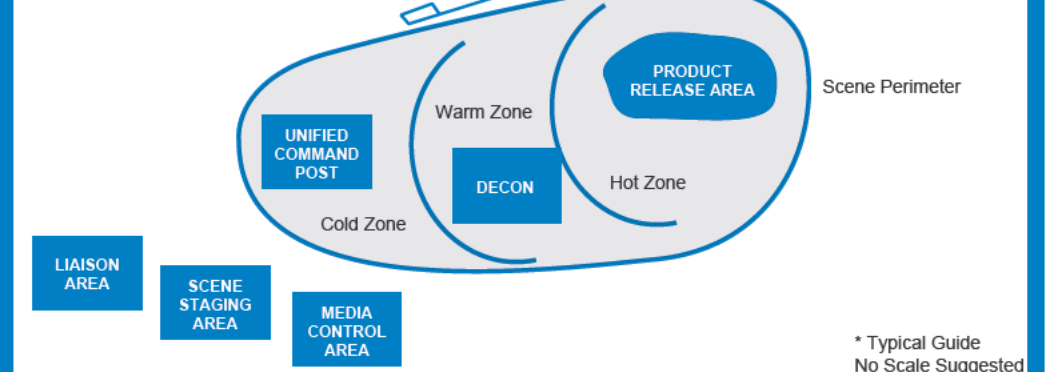 PRODUCT
RELEASE AREA
Scene Perimeter
Warm Zone
UNIFIED
COMMAND
POST
DECON
Hot Zone
Cold Zone
LIAISON
AREA
SCENE
STAGING
AREA
MEDIA
CONTROL
AREA
* Typical Guide
No Scale Suggested